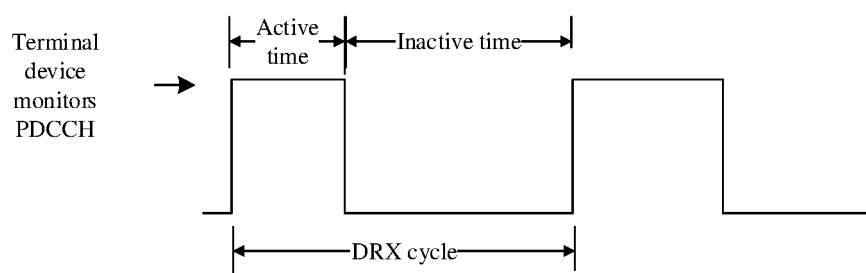 Terminal
device
monitors
PDCCH
Active
time
Inactive time
DRX cycle